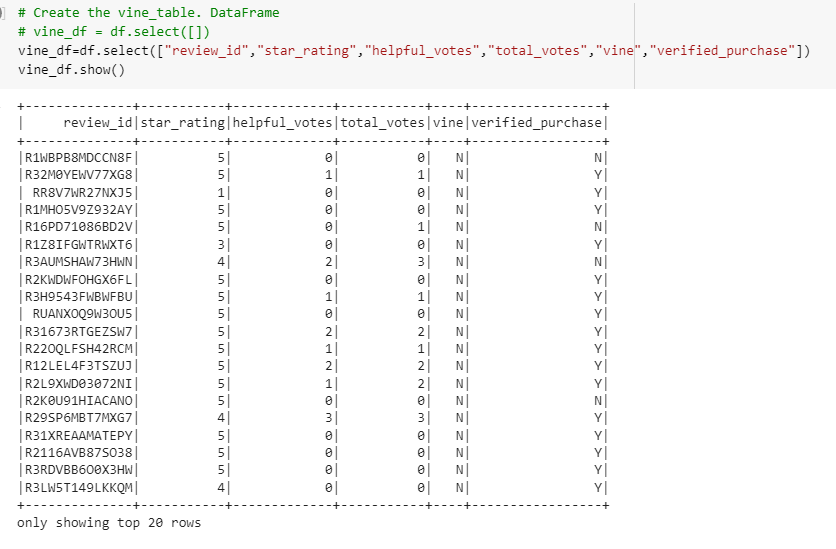 # Create the vine_table. DataFrame
# vine_df = df.select([])
vine_df=df.select(["review_id","star_rating","helpful_votes","total_votes","vine","verified_purchase"])
vine_df.show()
+--------------+-----------+-------------+-----------+----+-----------------+
|     review_id|star_rating|helpful_votes|total_votes|vine|verified_purchase|
+--------------+-----------+-------------+-----------+----+-----------------+
|R1WBPB8MDCCN8F|          5|            0|          0|   N|                N|
|R32M0YEWV77XG8|          5|            1|          1|   N|                Y|
| RR8V7WR27NXJ5|          1|            0|          0|   N|                Y|
|R1MHO5V9Z932AY|          5|            0|          0|   N|                Y|
|R16PD71086BD2V|          5|            0|          1|   N|                N|
|R1Z8IFGWTRWXT6|          3|            0|          0|   N|                Y|
|R3AUMSHAW73HWN|          4|            2|          3|   N|                N|
|R2KWDWFOHGX6FL|          5|            0|          0|   N|                Y|
|R3H9543FWBWFBU|          5|            1|          1|   N|                Y|
| RUANXOQ9W3OU5|          5|            0|          0|   N|                Y|
|R31673RTGEZSW7|          5|            2|          2|   N|                Y|
|R22OQLFSH42RCM|          5|            1|          1|   N|                Y|
|R12LEL4F3TSZUJ|          5|            2|          2|   N|                Y|
|R2L9XWD03072NI|          5|            1|          2|   N|                Y|
|R2K0U91HIACANO|          5|            0|          0|   N|                N|
|R29SP6MBT7MXG7|          4|            3|          3|   N|                Y|
|R31XREAAMATEPY|          5|            0|          0|   N|                Y|
|R2116AVB87SO38|          5|            0|          0|   N|                Y|
|R3RDVBB6O0X3HW|          5|            0|          0|   N|                Y|
|R3LW5T149LKKQM|          4|            0|          0|   N|                Y|
+--------------+-----------+-------------+-----------+----+-----------------+
only showing top 20 rows